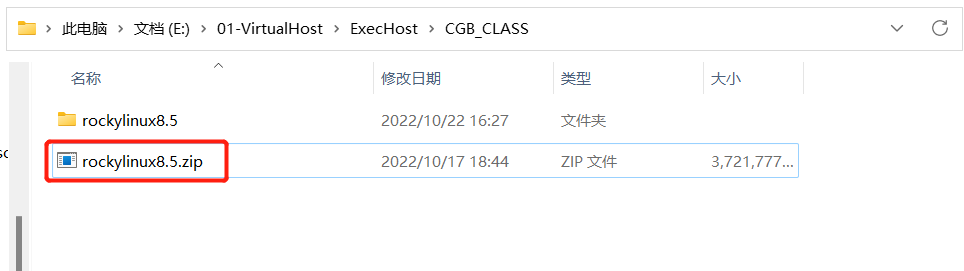 此电脑 > 文档 (E:) > 01-VirtualHost > ExecHost > CGB_CLASS
名称 修改日期 类型 大小
rockylinux8.5 2022/10/22 16:27 文件夹
rockylinux8.5.zip 2022/10/17 18:44 ZIP 文件 3,721,777...